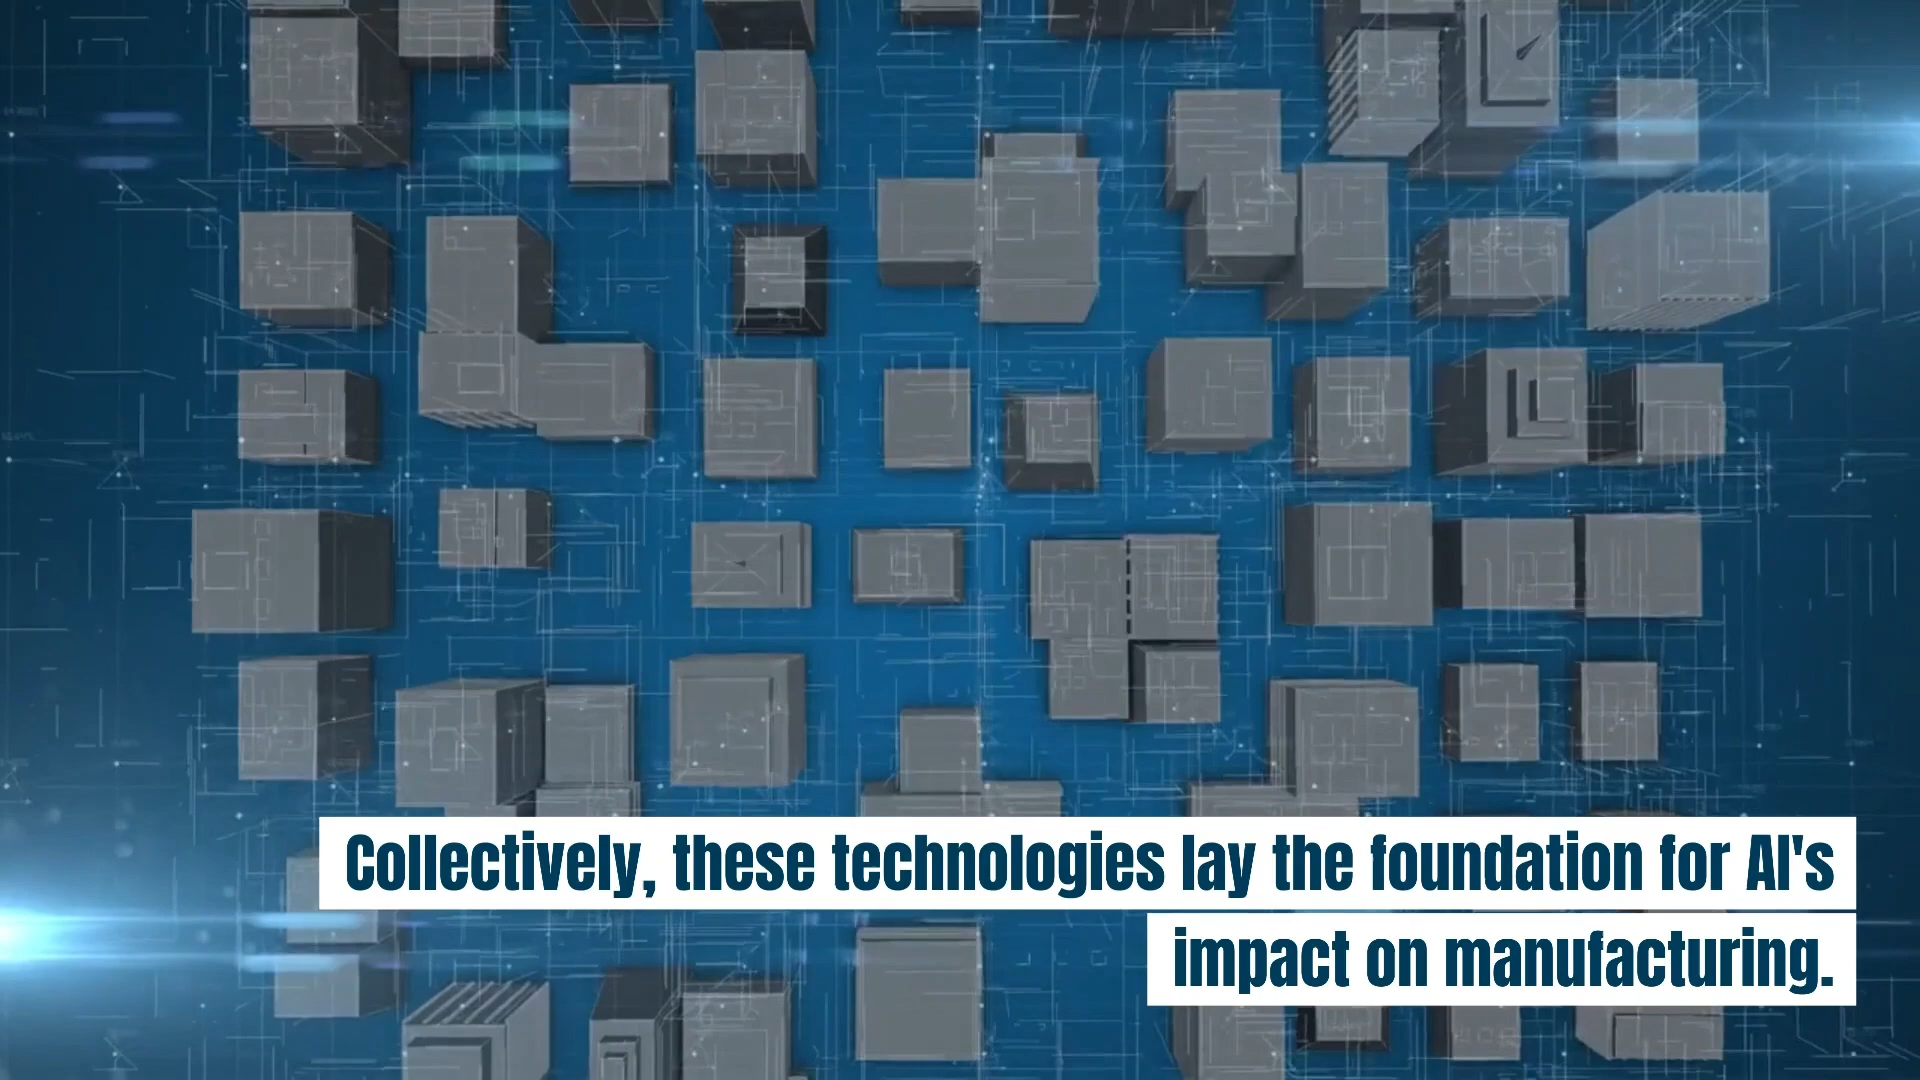 Collectively, these technologies lay the foundation for AI's
impact on manufacturing.